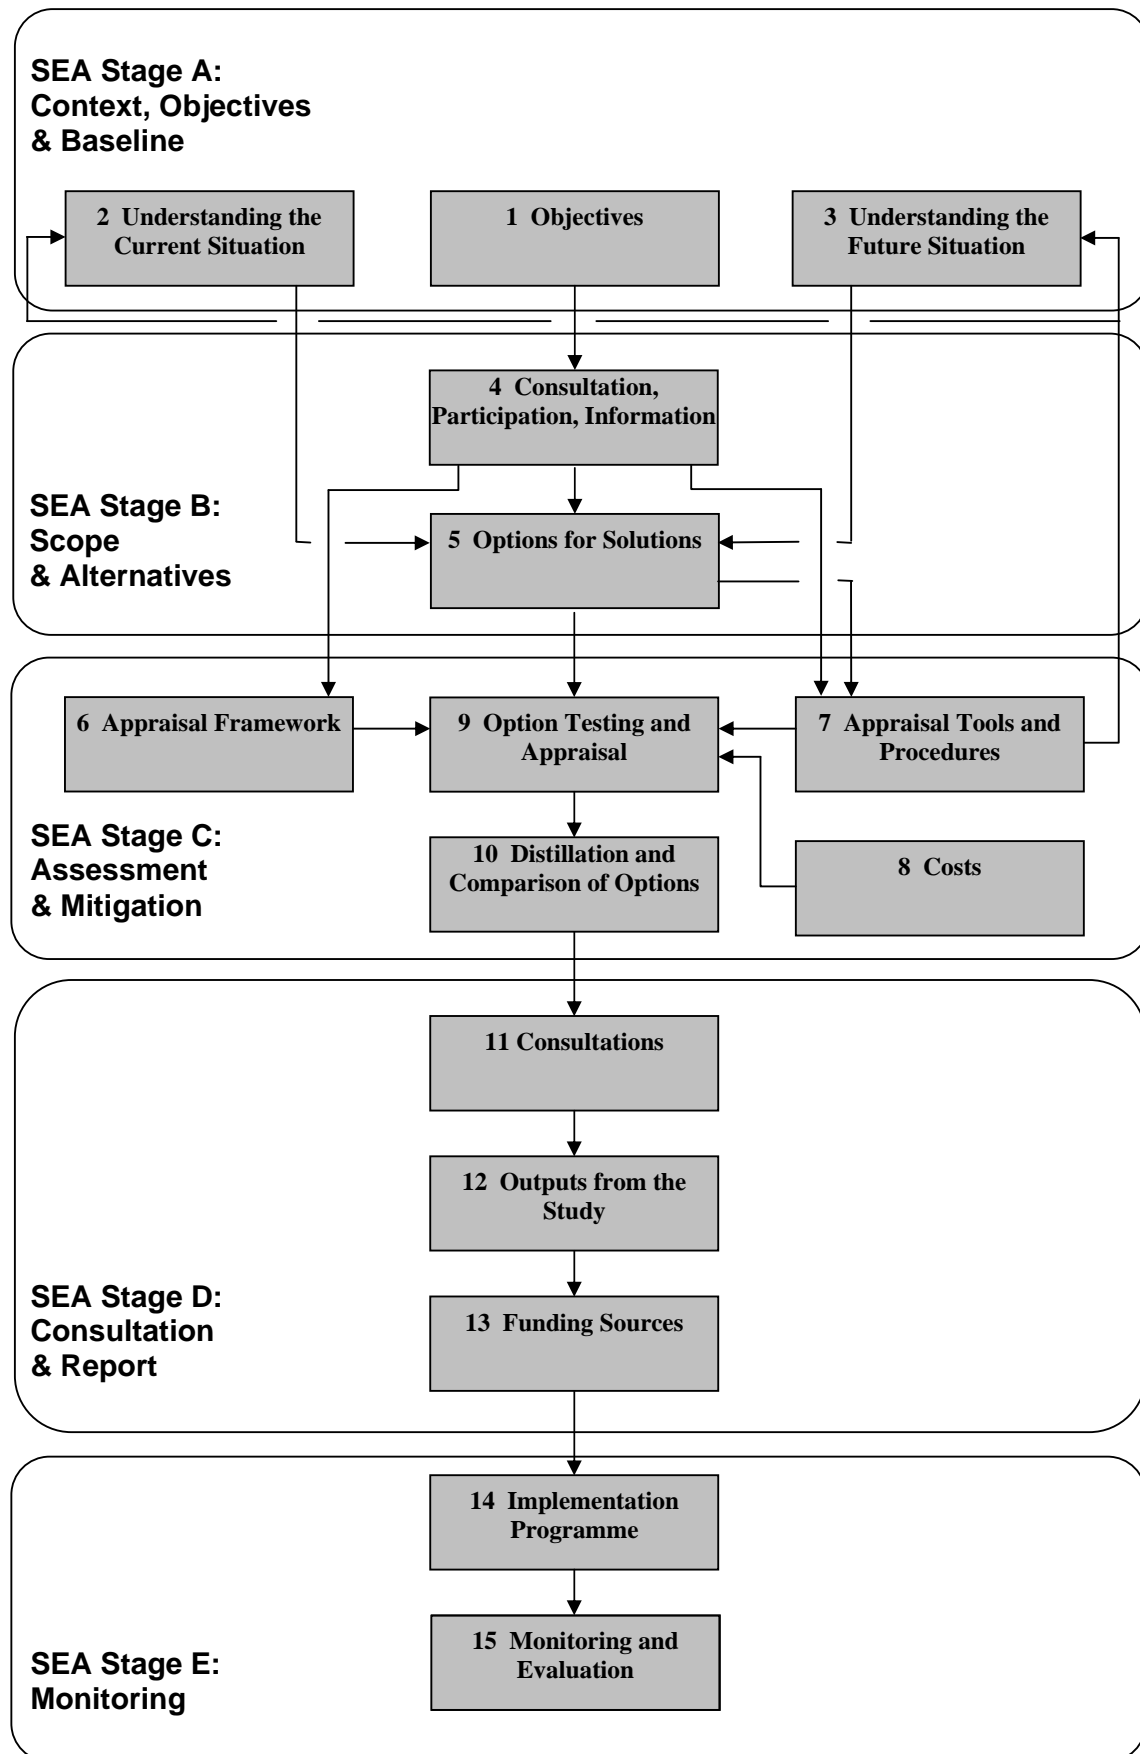 SEA Stage A:
Context, Objectives
& Baseline
2 Understanding the
Current Situation
1 Objectives
3 Understanding the
Future Situation
4 Consultation,
Participation, Information
SEA Stage B:
Scope
& Alternatives
5 Options for Solutions
6 Appraisal Framework
9 Option Testing and
Appraisal
7 Appraisal Tools and
Procedures
SEA Stage C:
Assessment
& Mitigation
10 Distillation and
Comparison of Options
8 Costs
11 Consultations
12 Outputs from the
Study
SEA Stage D:
Consultation
& Report
13 Funding Sources
14 Implementation
Programme
15 Monitoring and
Evaluation
SEA Stage E:
Monitoring